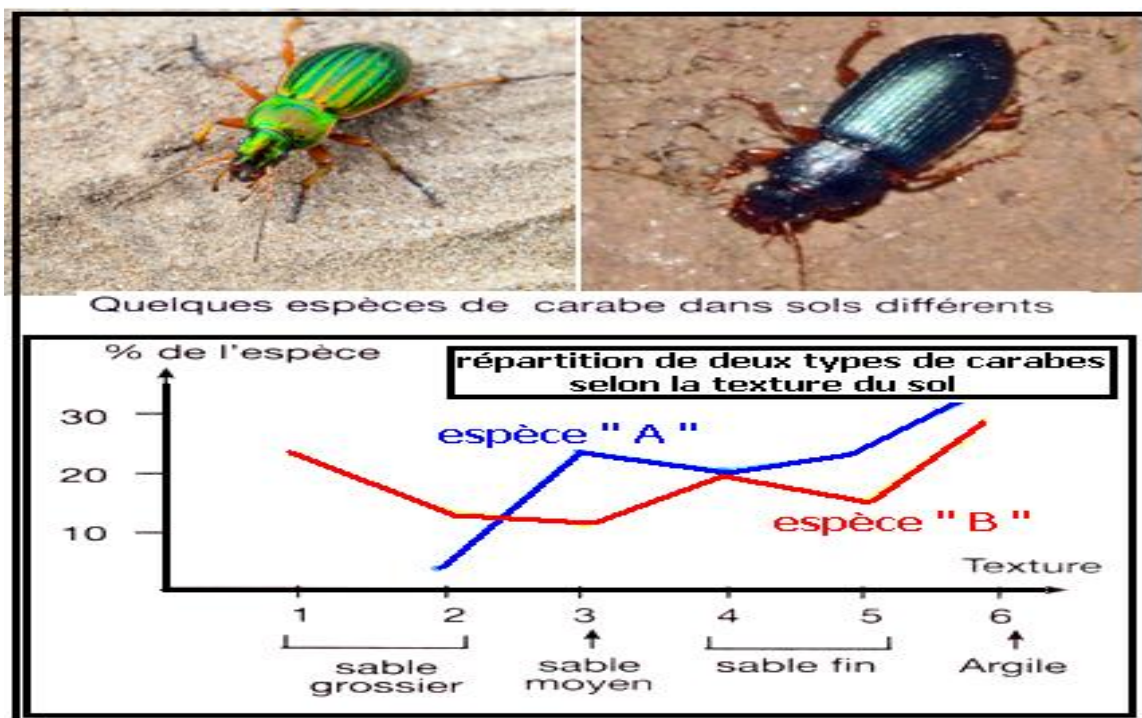 Quelques espèces de carabe dans sols différents
% de l'espèce
répartition de deux types de carabes
selon la texture du sol
30
20
10
espèce " A "
espèce " B "
Texture
1 2 3 4 5 6
sable
grossier
sable
moyen
sable fin
Argile